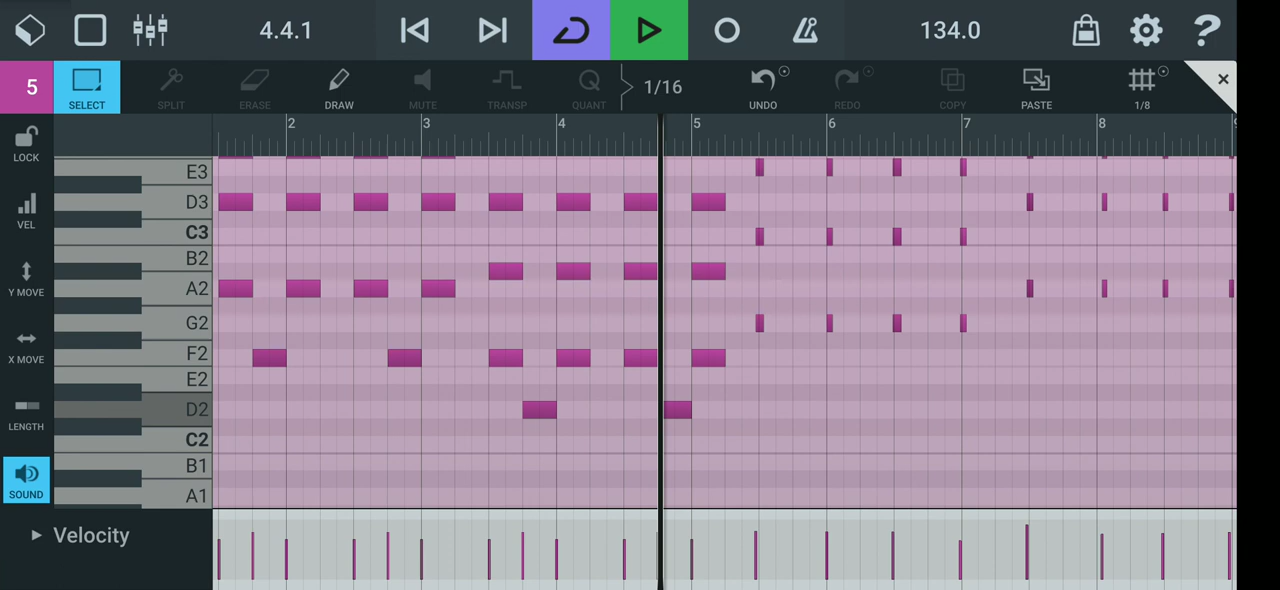 4.4.1
134.0
?
5
SELECT
SPLIT
ERASE
DRAW
MUTE
TRANSP
Q
QUANT
1/16
UNDO
REDO
COPY
PASTE
1/8
2 3 4 5 6 7 8
LOCK
VEL
Y MOVE
X MOVE
LENGTH
SOUND
E3
D3
C3
B2
A2
G2
F2
E2
D2
C2
B1
A1
Velocity